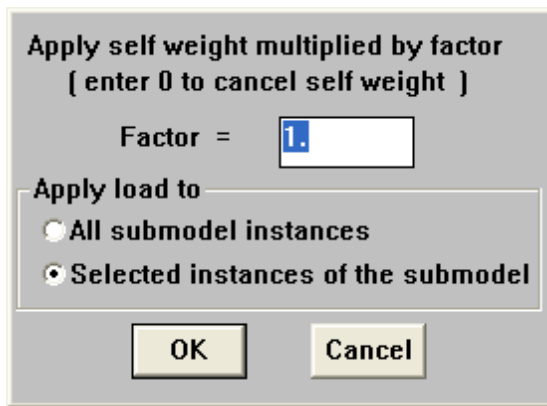 Apply self weight multiplied by factor
( enter 0 to cancel self weight )
Factor = 1.
Apply load to
All submodel instances
Selected instances of the submodel
OK Cancel